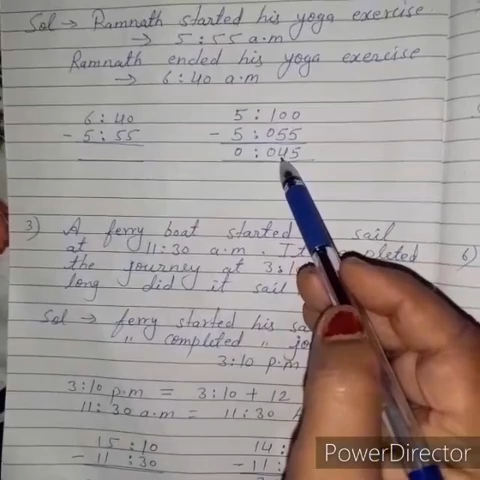 Sol → Ramnath started his yoga exercise
→ 5:55 a.m
Ramnath ended his yoga exercise
→ 6:40 a.m
6:40 5:100
- 5:55 - 5:055
0:045
3) A ferry boat started sail 6)
at 11:30 a.m. It
the journey at 3:1
long did it sail
Sol → ferry started his sa
" completed " jo
3:10 p.m
3:10 p.m = 3:10 + 12
11:30 a.m = 11:30
15:10 14:
- 11:30 - 11:
PowerDirector